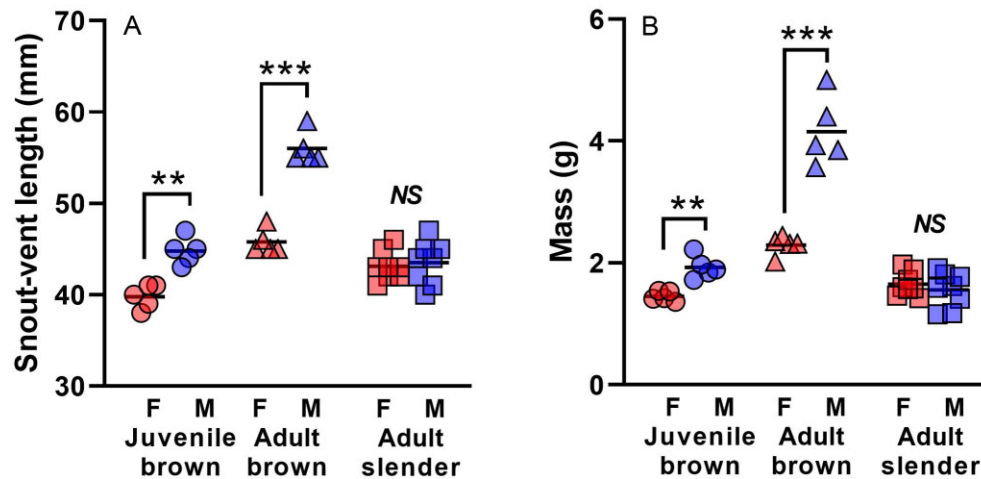 A
Snout-vent length (mm)
70
60
50
40
30
**
***
NS
F M F M F M
Juvenile brown
Adult brown
Adult slender
B
Mass (g)
6
4
2
0
**
***
NS
F M F M F M
Juvenile brown
Adult brown
Adult slender